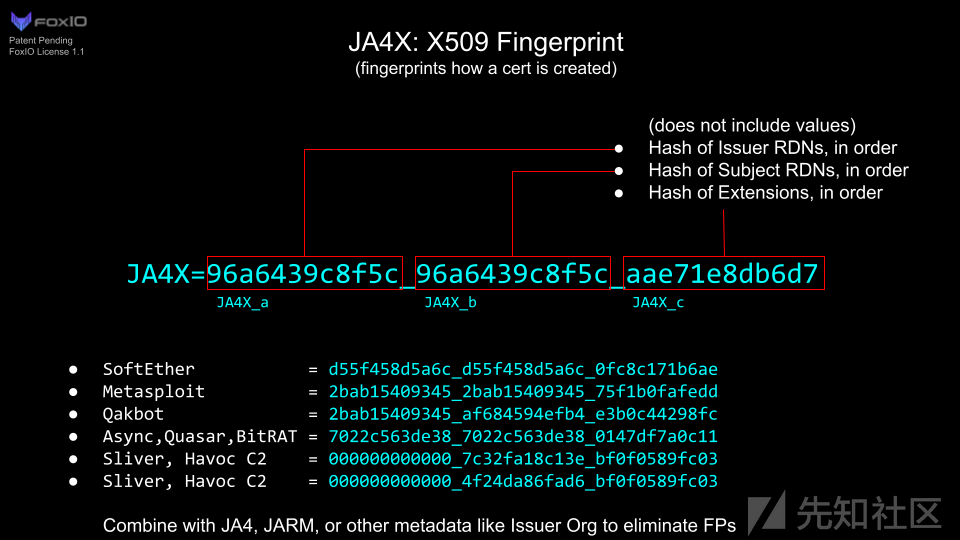 FOXIO
Patent Pending
FoxIO License 1.1
JA4X: X509 Fingerprint
(fingerprints how a cert is created)
(does not include values)
● Hash of Issuer RDNs, in order
● Hash of Subject RDNs, in order
● Hash of Extensions, in order
JA4X=96a6439c8f5c_96a6439c8f5c_aae71e8db6d7
JA4X_a JA4X_b JA4X_c
● SoftEther = d55f458d5a6c_d55f458d5a6c_0fc8c171b6ae
● Metasploit = 2bab15409345_2bab15409345_75f1b0fafedd
● Qakbot = 2bab15409345_af684594efb4_e3b0c44298fc
● Async,Quasar,BitRAT = 7022c563de38_7022c563de38_0147df7a0c11
● Sliver, Havoc C2 = 000000000000_7c32fa18c13e_bf0f0589fc03
● Sliver, Havoc C2 = 000000000000_4f24da86fad6_bf0f0589fc03
Combine with JA4, JARM, or other metadata like Issuer Org to eliminate FPs
先知社区